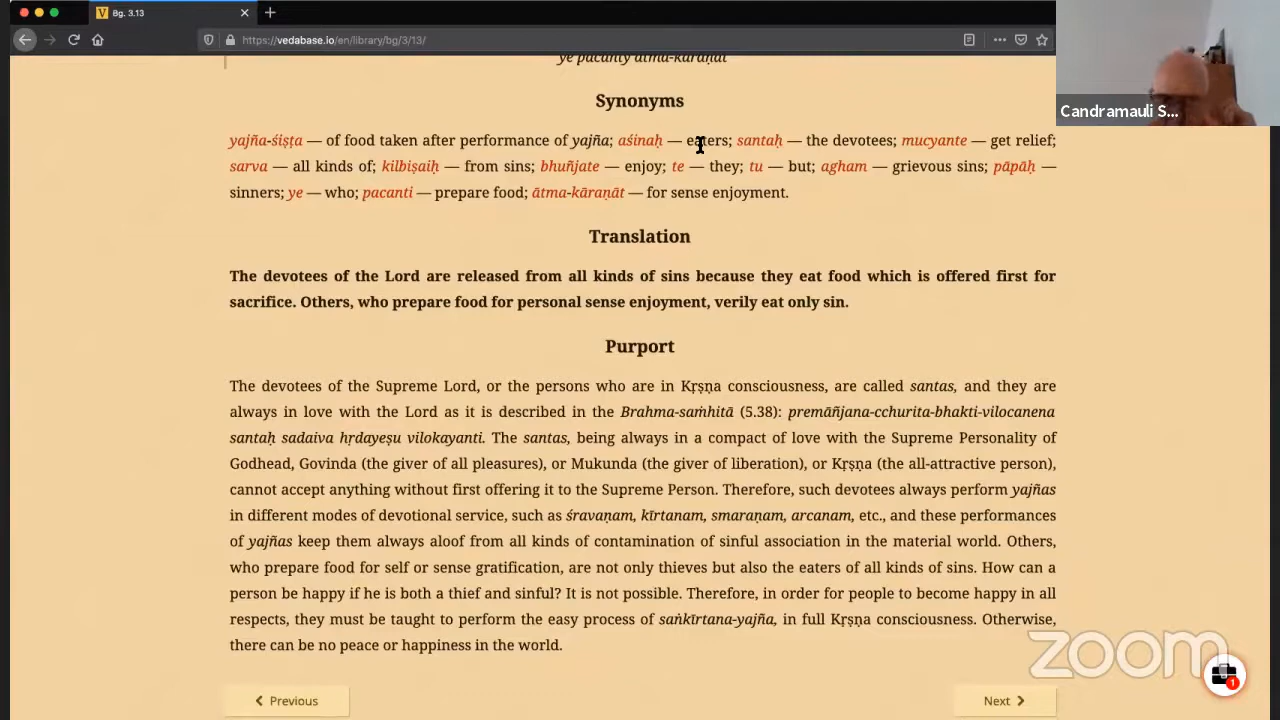 Bg. 3.13
https://vedabase.io/en/library/bg/3/13/
Candramauli S...
ye pacanty ātma-kāraṇāt
Synonyms
yajña-śiṣṭa — of food taken after performance of yajña; aśinaḥ — eaters; santaḥ — the devotees; mucyante — get relief;
sarva — all kinds of; kilbiṣaiḥ — from sins; bhuñjate — enjoy; te — they; tu — but; agham — grievous sins; pāpāḥ —
sinners; ye — who; pacanti — prepare food; ātma-kāraṇāt — for sense enjoyment.
Translation
The devotees of the Lord are released from all kinds of sins because they eat food which is offered first for
sacrifice. Others, who prepare food for personal sense enjoyment, verily eat only sin.
Purport
The devotees of the Supreme Lord, or the persons who are in Kṛṣṇa consciousness, are called santas, and they are
always in love with the Lord as it is described in the Brahma-saṁhitā (5.38): premāñjana-cchurita-bhakti-vilocanena
santaḥ sadaiva hṛdayeṣu vilokayanti. The santas, being always in a compact of love with the Supreme Personality of
Godhead, Govinda (the giver of all pleasures), or Mukunda (the giver of liberation), or Kṛṣṇa (the all-attractive person),
cannot accept anything without first offering it to the Supreme Person. Therefore, such devotees always perform yajñas
in different modes of devotional service, such as śravaṇam, kīrtanam, smaraṇam, arcanam, etc., and these performances
of yajñas keep them always aloof from all kinds of contamination of sinful association in the material world. Others,
who prepare food for self or sense gratification, are not only thieves but also the eaters of all kinds of sins. How can a
person be happy if he is both a thief and sinful? It is not possible. Therefore, in order for people to become happy in all
respects, they must be taught to perform the easy process of saṅkīrtana-yajña, in full Kṛṣṇa consciousness. Otherwise,
there can be no peace or happiness in the world.
zoom
1
Previous
Next